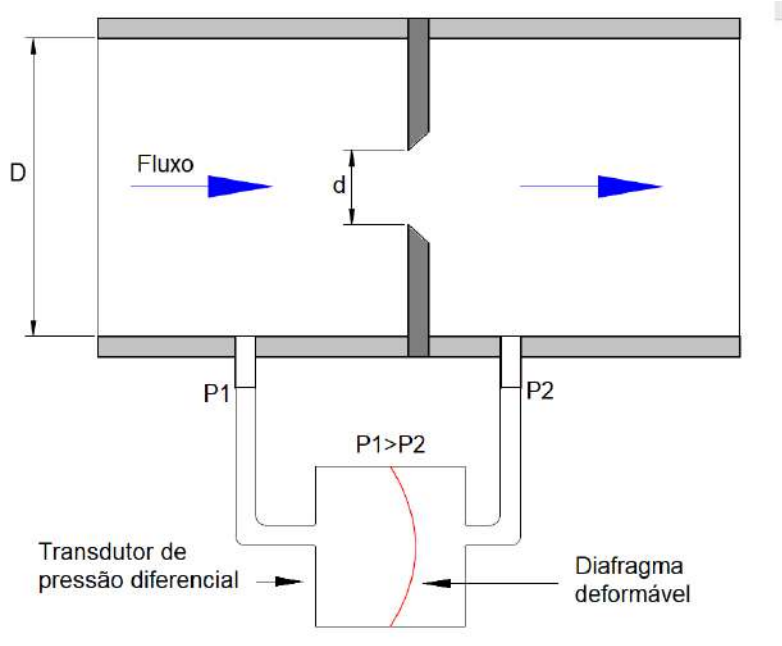 Fluxo
D
d
P1
P2
P1>P2
Transdutor de
pressão diferencial
Diafragma
deformável